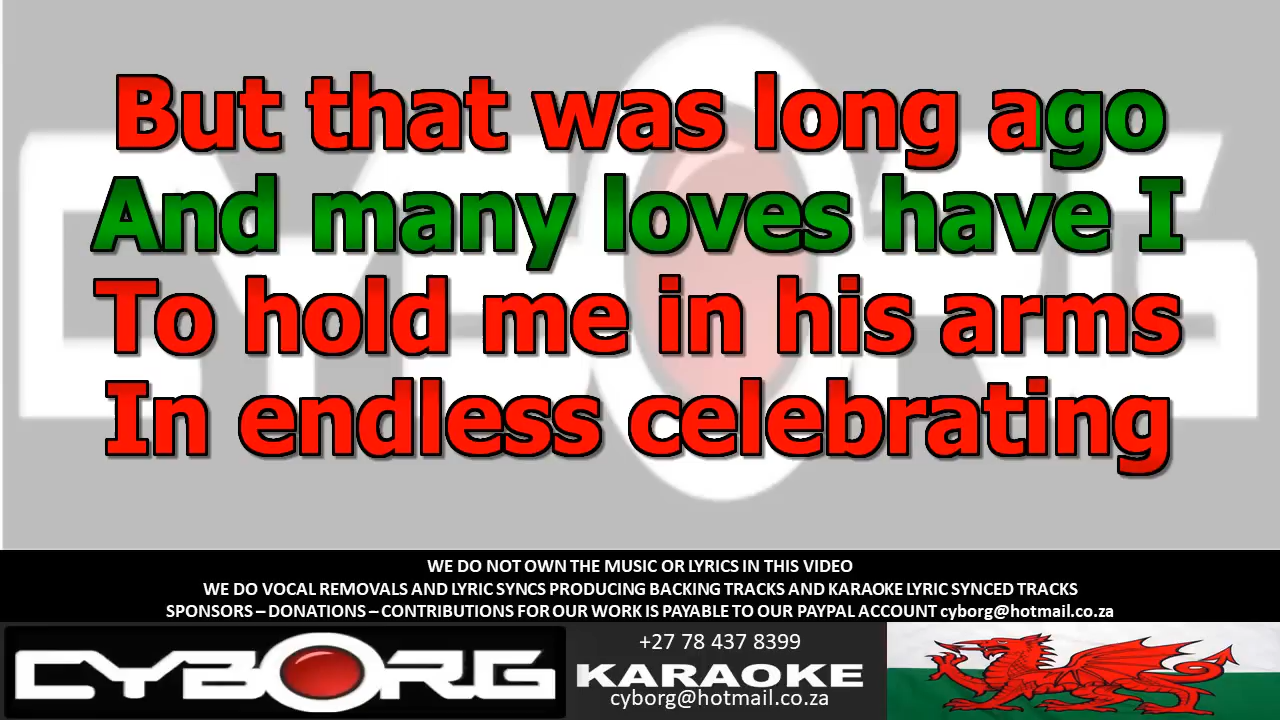 But that was long ago
And many loves have I
To hold me in his arms
In endless celebrating
WE DO NOT OWN THE MUSIC OR LYRICS IN THIS VIDEO
WE DO VOCAL REMOVALS AND LYRIC SYNCS PRODUCING BACKING TRACKS AND KARAOKE LYRIC SYNCED TRACKS
SPONSORS – DONATIONS – CONTRIBUTIONS FOR OUR WORK IS PAYABLE TO OUR PAYPAL ACCOUNT cyborg@hotmail.co.za
CYBORG
+27 78 437 8399
KARAOKE
cyborg@hotmail.co.za